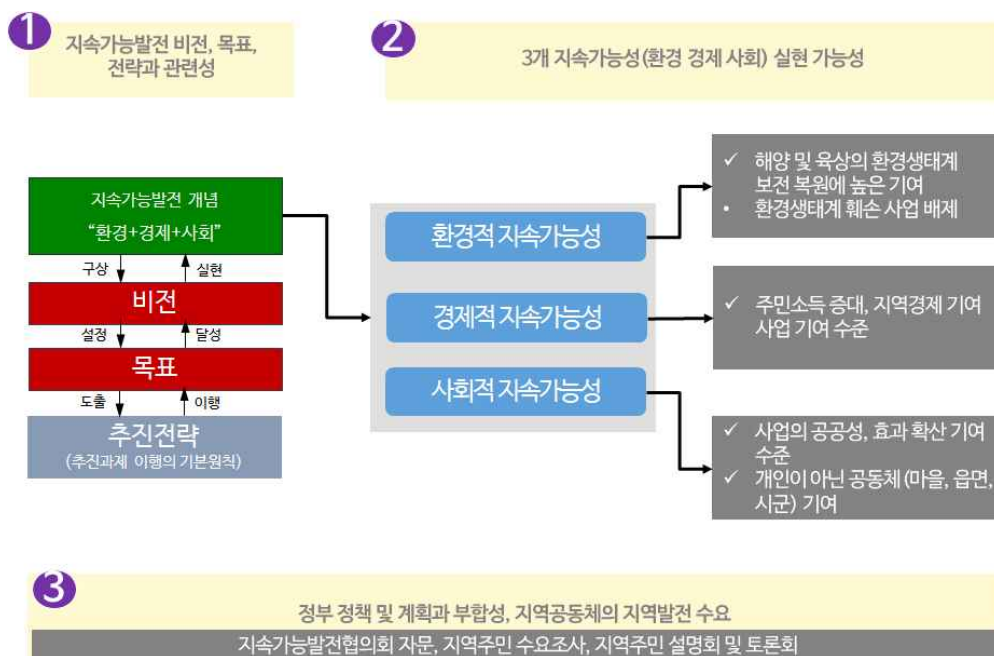 1
지속가능발전 비전, 목표,
전략과 관련성
2
3개 지속가능성(환경 경제 사회) 실현 가능성
지속가능발전 개념
“환경+경제+사회”
구상
실현
비전
설정
달성
목표
도출
이행
추진전략
(추진과제 이행의 기본원칙)
환경적 지속가능성
경제적 지속가능성
사회적 지속가능성
✓ 해양 및 육상의 환경생태계
보전 복원에 높은 기여
• 환경생태계 훼손 사업 배제
✓ 주민소득 증대, 지역경제 기여
사업 기여 수준
✓ 사업의 공공성, 효과 확산 기여
수준
✓ 개인이 아닌 공동체(마을, 읍면,
시군) 기여
3
정부 정책 및 계획과 부합성, 지역공동체의 지역발전 수요
지속가능발전협의회 자문, 지역주민 수요조사, 지역주민 설명회 및 토론회